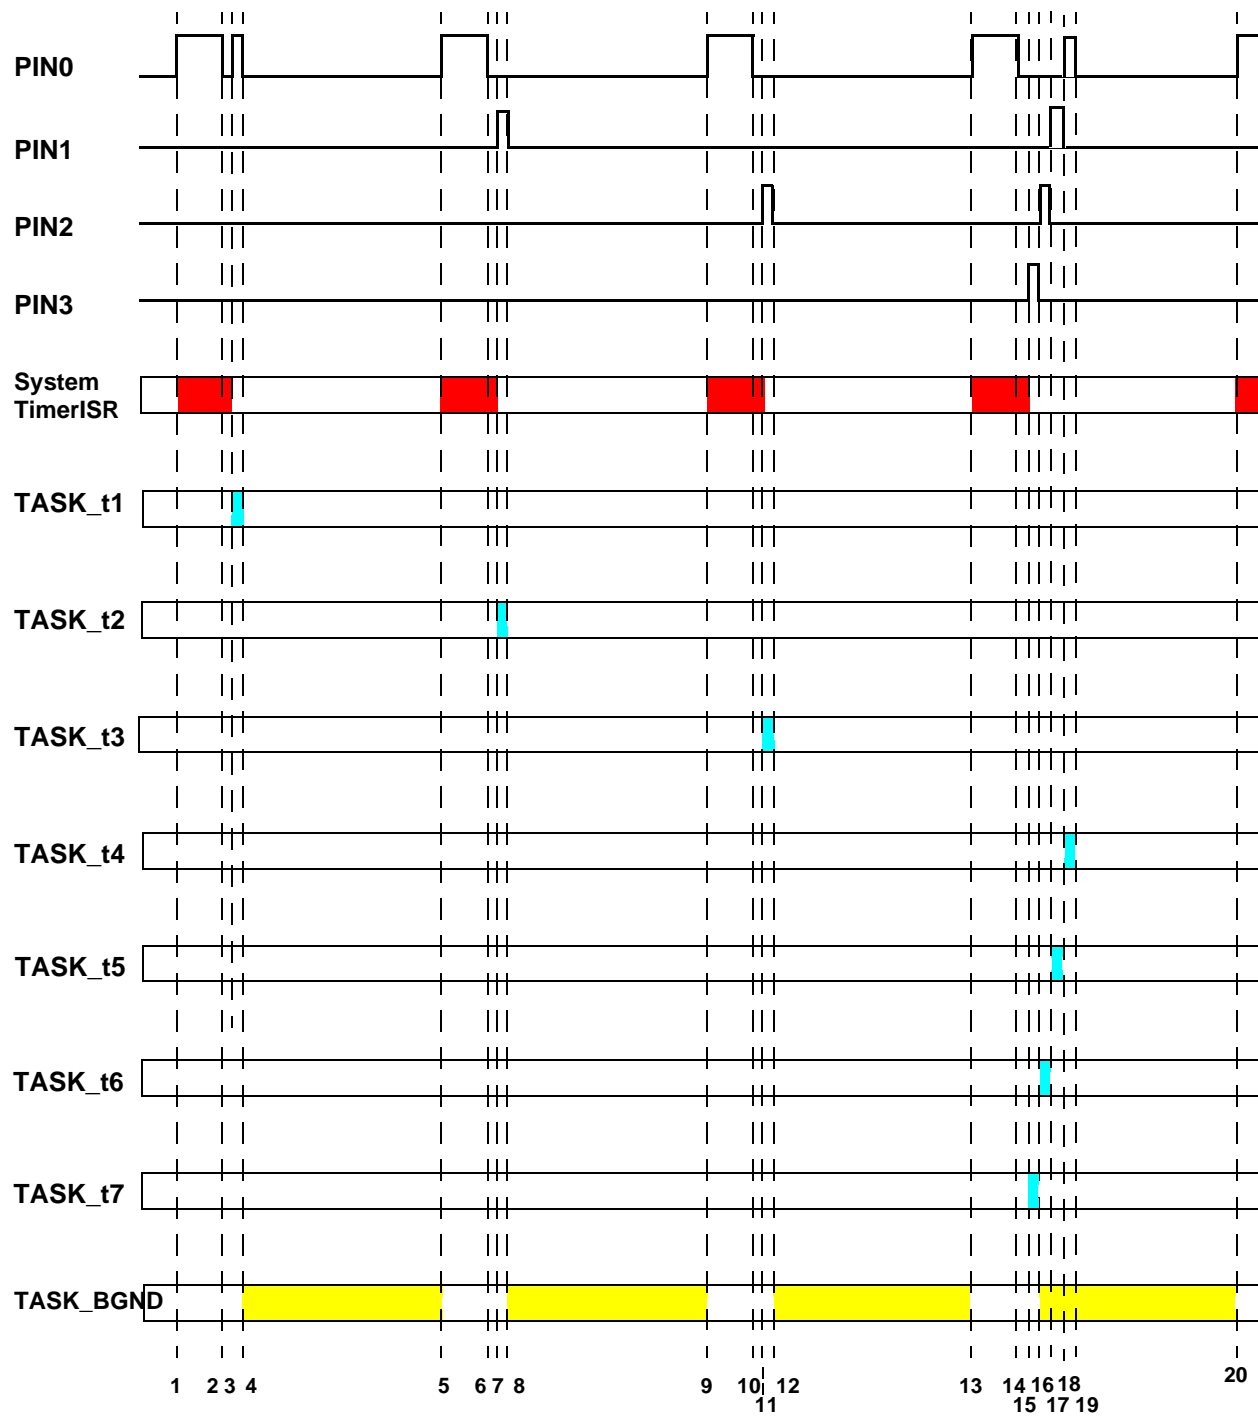 PIN0
PIN1
PIN2
PIN3
System
TimerISR
TASK_t1
TASK_t2
TASK_t3
TASK_t4
TASK_t5
TASK_t6
TASK_t7
TASK_BGND
1 2 3 4 5 6 7 8 9 10 12 13 14 16 18 20
11 15 17 19